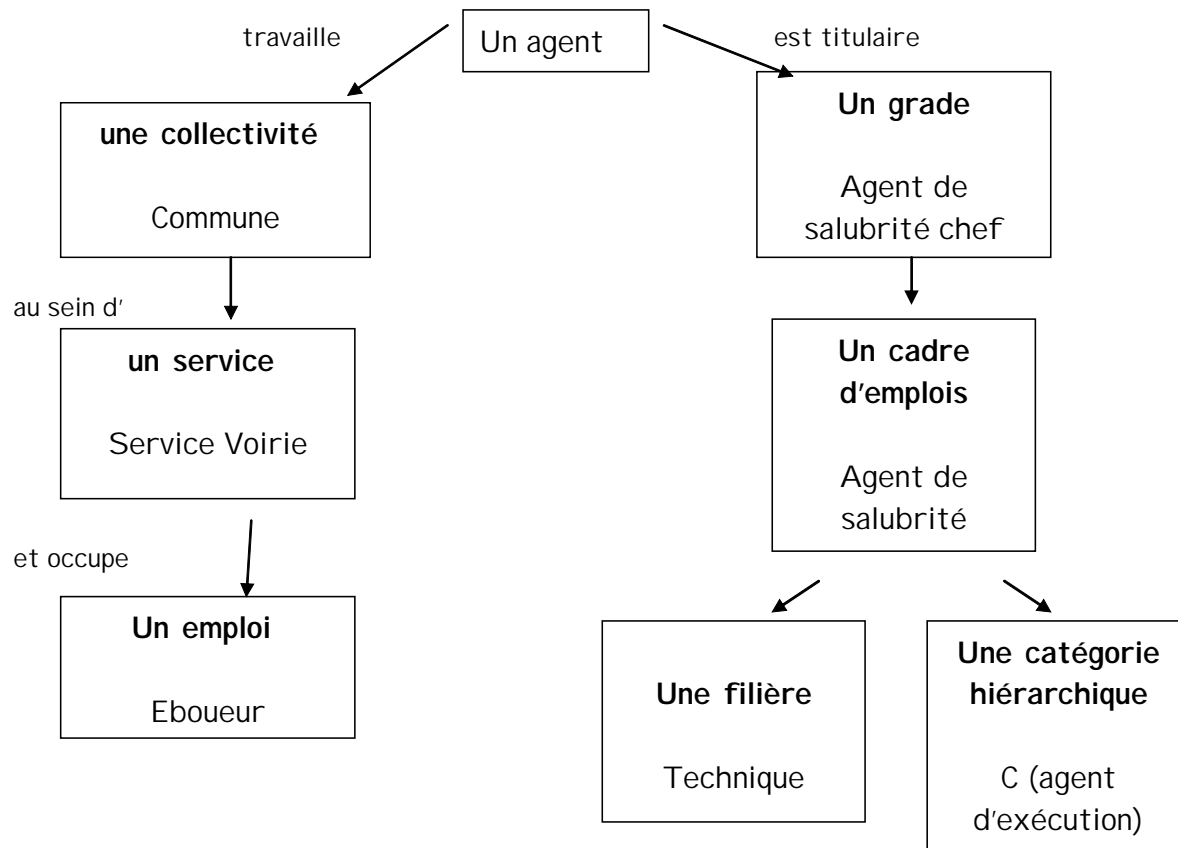 travaille
Un agent
est titulaire
une collectivité
Commune
au sein d'
un service
Service Voirie
et occupe
Un emploi
Eboueur
Un grade
Agent de
salubrité chef
Un cadre
d'emplois
Agent de
salubrité
Une filière
Technique
Une catégorie
hiérarchique
C (agent
d'exécution)